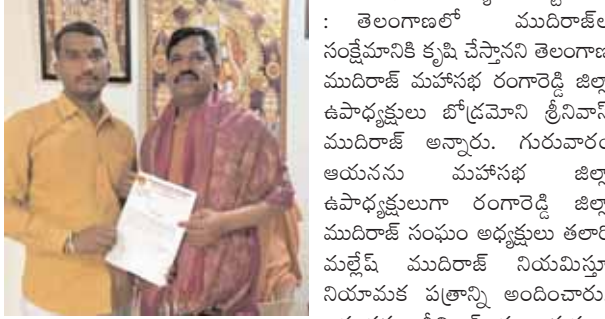 : తెలంగాణలో ముదిరాజ్‌ల
సంక్షేమానికి కృషి చేస్తానని తెలంగాణ
ముదిరాజ్ మహాసభ రంగారెడ్డి జిల్లా
ఉపాధ్యక్షులు బోడ్రమోని శ్రీనివాస్
ముదిరాజ్ అన్నారు. గురువారం
ఆయనను మహాసభ జిల్లా
ఉపాధ్యక్షులుగా రంగారెడ్డి జిల్లా
ముదిరాజ్ సంఘం అధ్యక్షులు తలారి
మల్లేష్ ముదిరాజ్ నియమిస్తూ
నియామక పత్రాన్ని అందించారు.